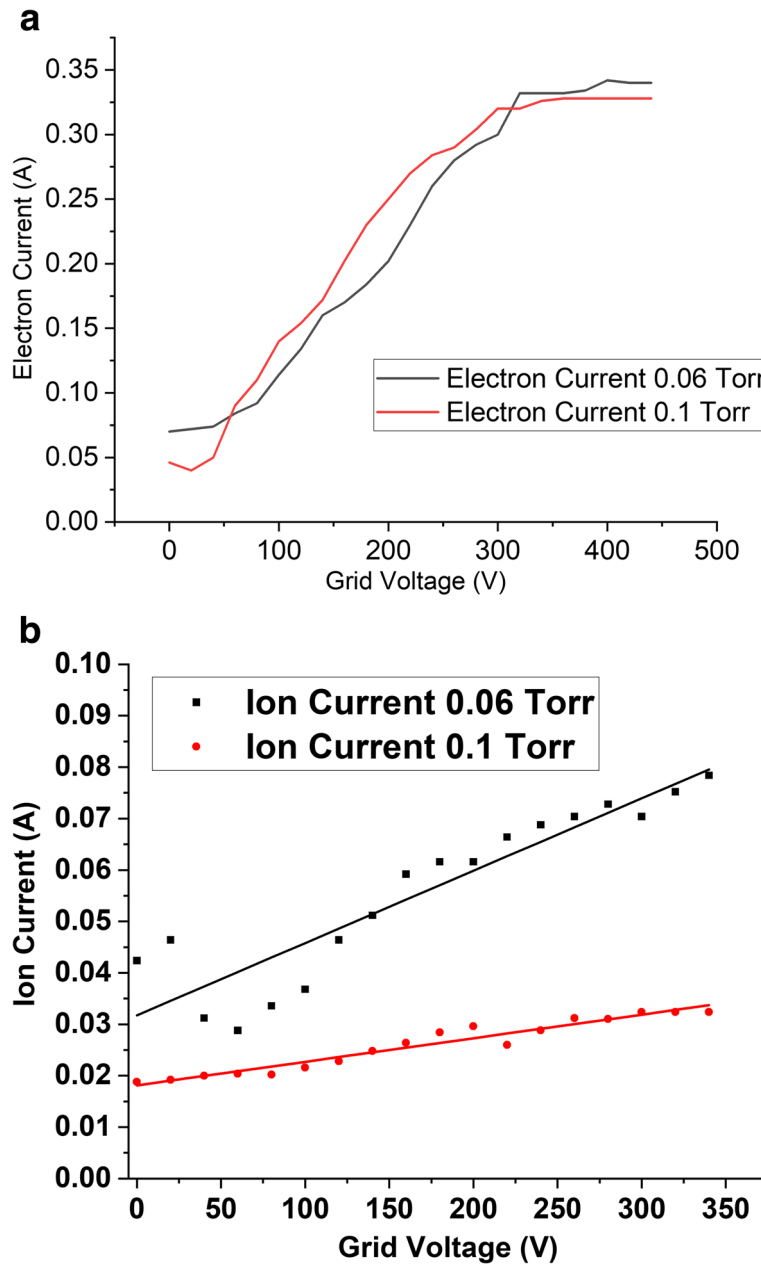 a
0.35
0.30
0.25
0.20
0.15
0.10
0.05
0.00
Electron Current (A)
Electron Current 0.06 Torr
Electron Current 0.1 Torr
0 100 200 300 400 500
Grid Voltage (V)
b
0.10
0.09
0.08
0.07
0.06
0.05
0.04
0.03
0.02
0.01
0.00
Ion Current (A)
Ion Current 0.06 Torr
Ion Current 0.1 Torr
0 50 100 150 200 250 300 350
Grid Voltage (V)